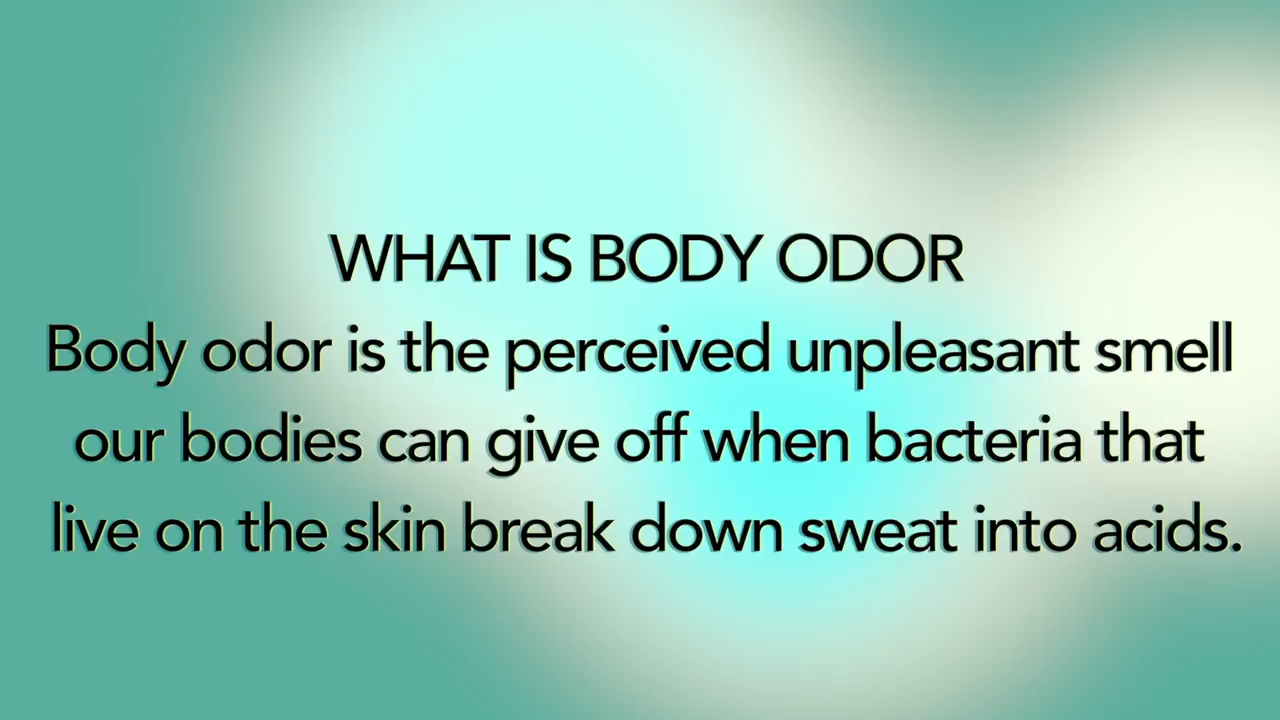 WHAT IS BODY ODOR
Body odor is the perceived unpleasant smell
our bodies can give off when bacteria that
live on the skin break down sweat into acids.